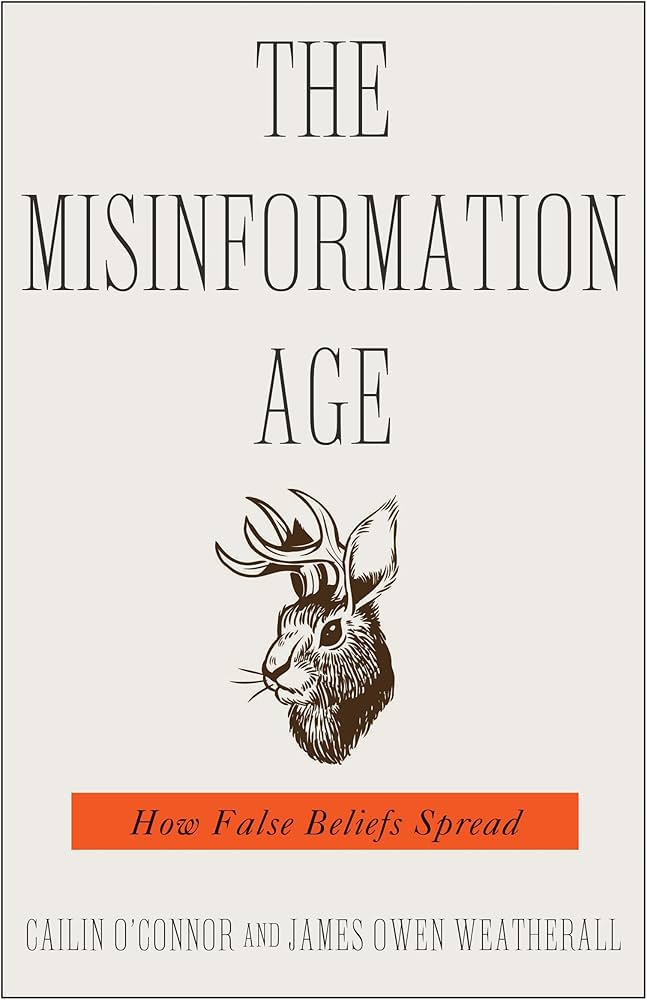 THE
MISINFORMATION
AGE
How False Beliefs Spread
CAILIN O'CONNOR AND JAMES OWEN WEATHERALL